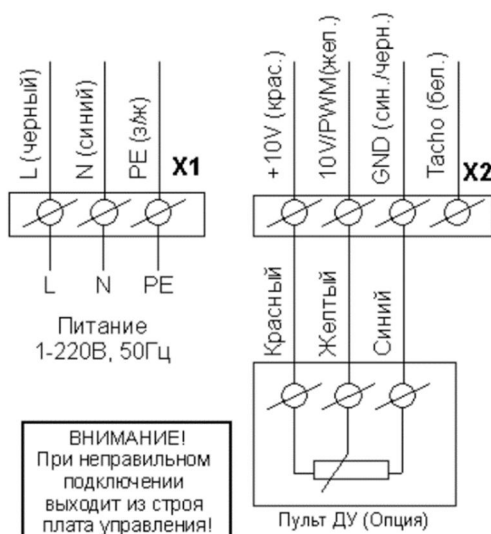 L (черный)
N (синий)
PE (з/ж)
X1
L
N
PE
Питание
1-220В, 50Гц
ВНИМАНИЕ!
При неправильном
подключении
выходит из строя
плата управления!
+10V (крас.)
10V/PWM(жел.)
GND (син./черн.)
Tacho (бел.)
X2
Красный
Желтый
Синий
Пульт ДУ (Опция)